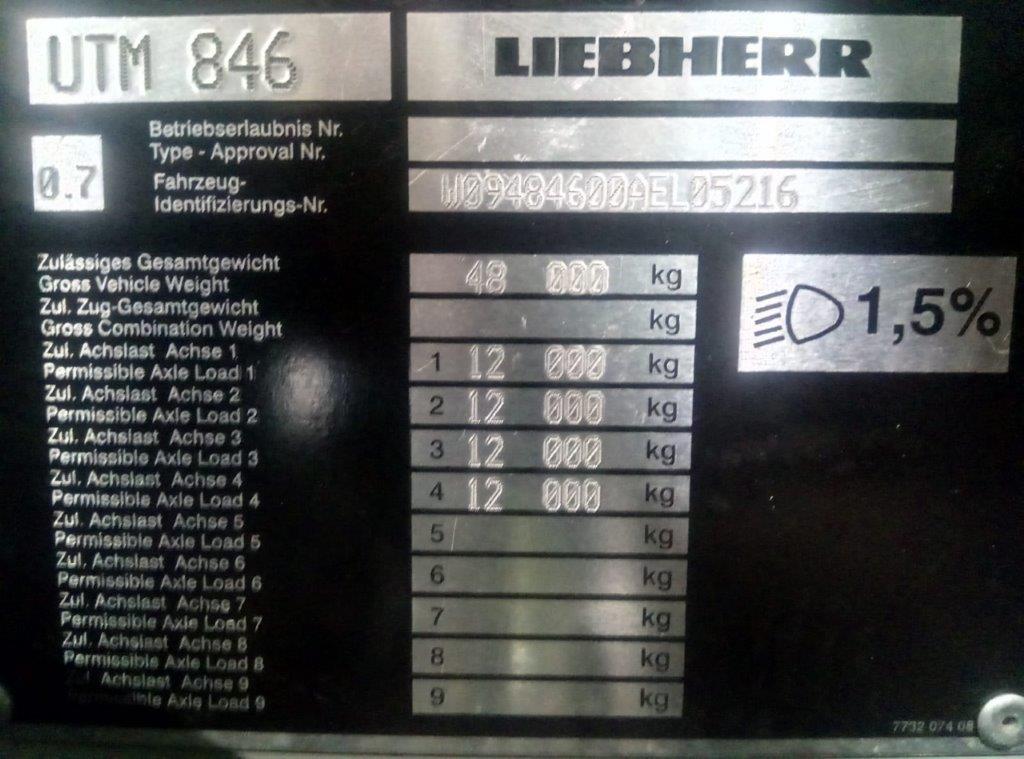 UTM 846
LIEBHERR
0.7
Betriebserlaubnis Nr.
Type - Approval Nr.
Fahrzeug-
Identifizierungs-Nr.
W09484600AEL05216
Zulässiges Gesamtgewicht
Gross Vehicle Weight
48 000 kg
Zul. Zug-Gesamtgewicht
Gross Combination Weight
kg
1,5%
Zul. Achslast Achse 1
Permissible Axle Load 1
1 12 000 kg
Zul. Achslast Achse 2
Permissible Axle Load 2
2 12 000 kg
Zul. Achslast Achse 3
Permissible Axle Load 3
3 12 000 kg
Zul. Achslast Achse 4
Permissible Axle Load 4
4 12 000 kg
Zul. Achslast Achse 5
Permissible Axle Load 5
5 kg
Zul. Achslast Achse 6
Permissible Axle Load 6
6 kg
Zul. Achslast Achse 7
Permissible Axle Load 7
7 kg
Zul. Achslast Achse 8
Permissible Axle Load 8
8 kg
Zul. Achslast Achse 9
Permissible Axle Load 9
9 kg
7732 074 08